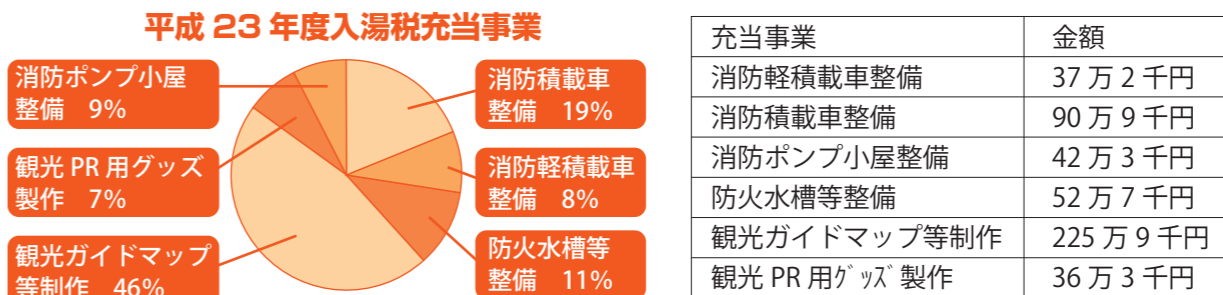 平成 23 年度入湯税充当事業
消防ポンプ小屋
整備　9%
観光 PR 用グッズ
製作　7%
観光ガイドマップ
等制作　46%
消防積載車
整備　19%
消防軽積載車
整備　8%
防火水槽等
整備　11%
充当事業　金額
消防軽積載車整備　37 万 2 千円
消防積載車整備　90 万 9 千円
消防ポンプ小屋整備　42 万 3 千円
防火水槽等整備　52 万 7 千円
観光ガイドマップ等制作　225 万 9 千円
観光 PR 用ｸﾞｯｽﾞ製作　36 万 3 千円